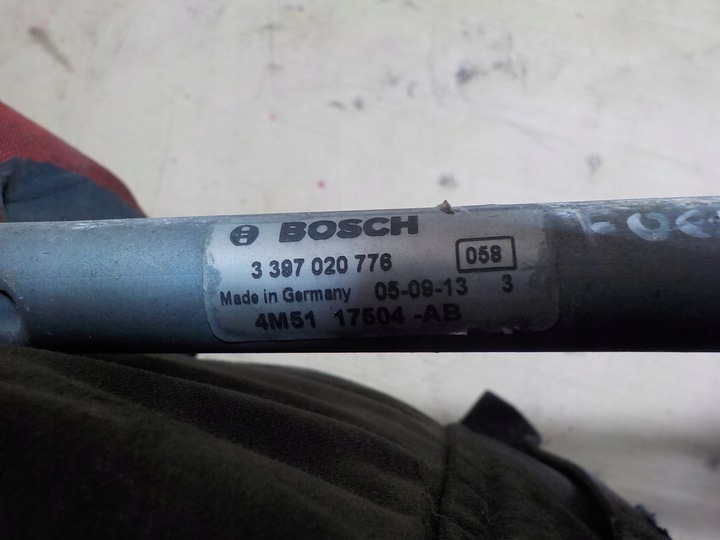 BOSCH
3 397 020 776 058
Made in Germany 05-09-13 3
4M51 17504-AB